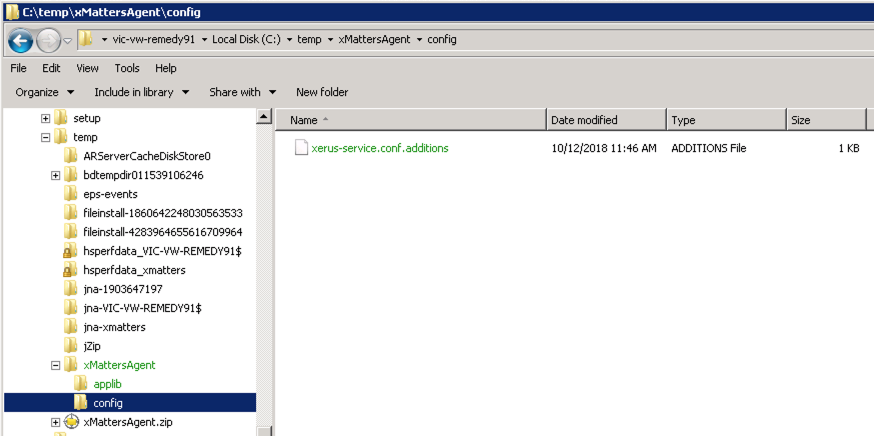 C:\temp\xMattersAgent\config
vic-vw-remedy91 Local Disk (C:) temp xMattersAgent config
File Edit View Tools Help
Organize Include in library Share with New folder
setup
temp
ARServerCacheDiskStore0
bdtempdir011539106246
eps-events
fileinstall-1860642248030563533
fileinstall-4283964655616709964
hsperfdata_VIC-VW-REMEDY91$
hsperfdata_xmatters
jna-1903647197
jna-VIC-VW-REMEDY91$
jna-xmatters
jZip
xMattersAgent
applib
config
xMattersAgent.zip
Name Date modified Type Size
xerus-service.conf.additions 10/12/2018 11:46 AM ADDITIONS File 1 KB